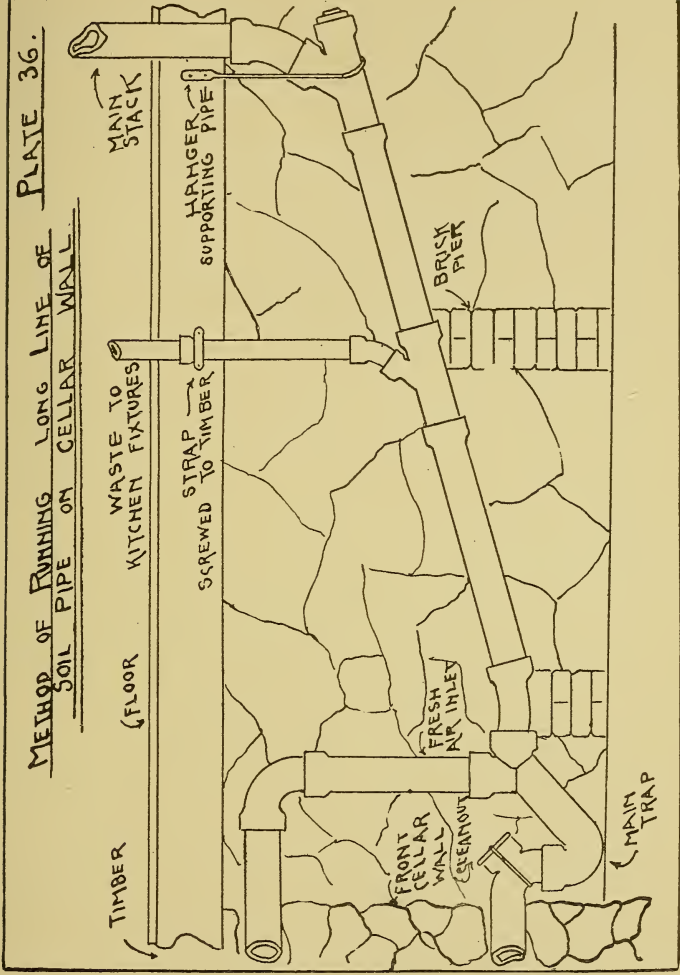 METHOD OF RUNNING LONG LINE OF
SOIL PIPE ON CELLAR WALL.
PLATE 36.
TIMBER
FLOOR
WASTE TO
KITCHEN FIXTURES
MAIN
STACK
STRAP
SCREWED TO TIMBER
HANGER
SUPPORTING PIPE
FRONT
CELLAR
WALL
CLEANOUT
FRESH
AIR INLET
BRICK
PIER
MAIN
TRAP